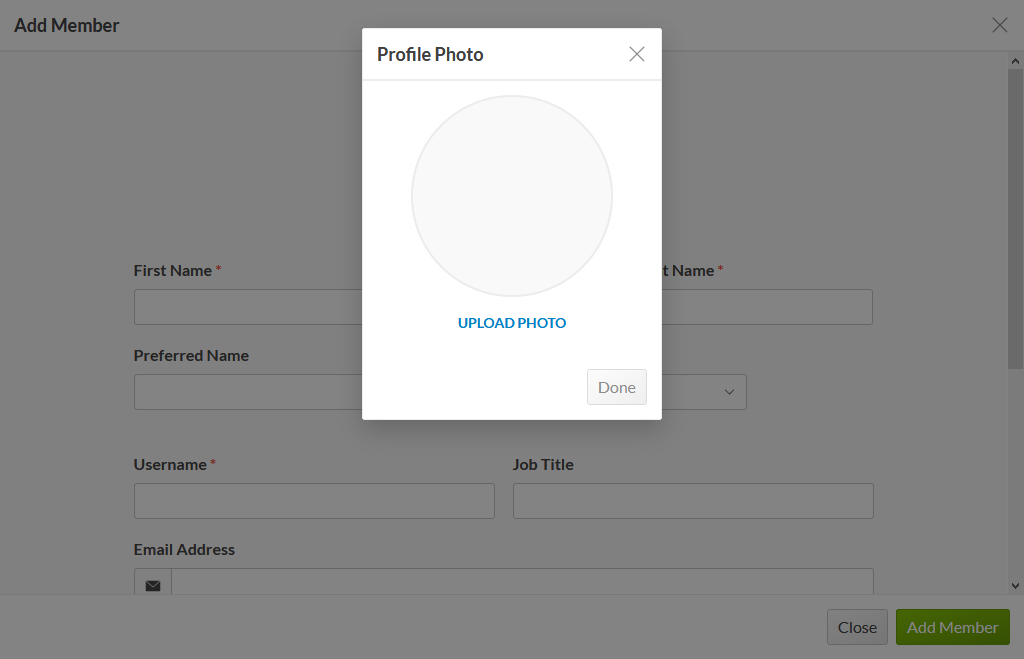 Add Member
Profile Photo
UPLOAD PHOTO
Done
First Name *
t Name *
Preferred Name
Username *
Job Title
Email Address
Close
Add Member